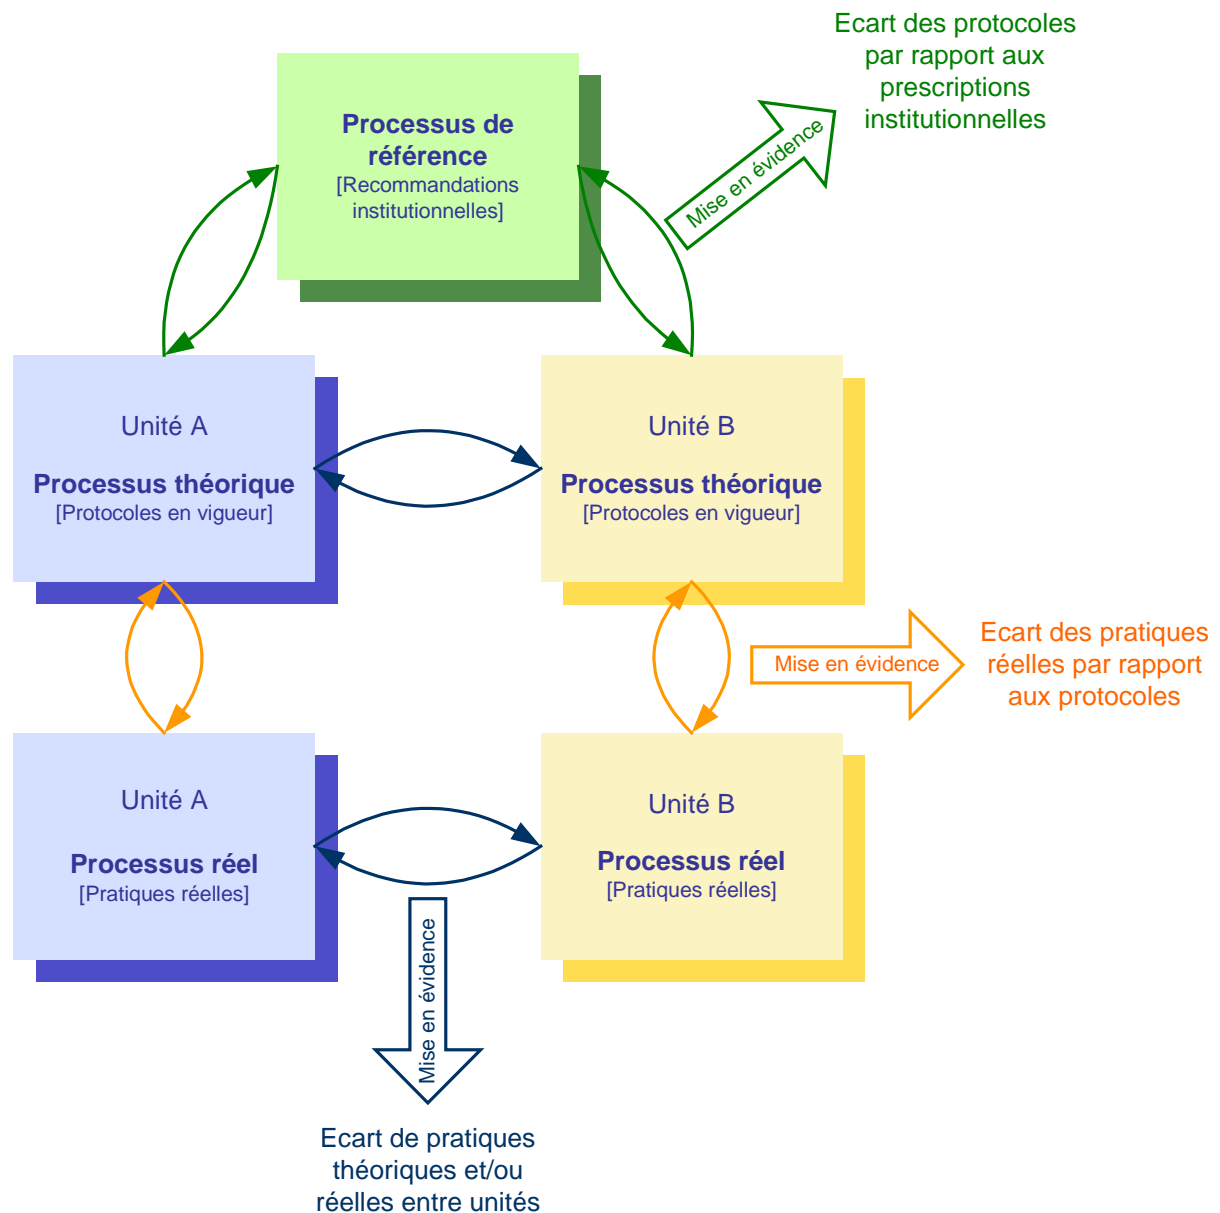 Ecart des protocoles
par rapport aux
prescriptions
institutionnelles
Mise en évidence
Processus de
référence
[Recommandations
institutionnelles]
Unité A
Processus théorique
[Protocoles en vigueur]
Unité B
Processus théorique
[Protocoles en vigueur]
Mise en évidence
Ecart des pratiques
réelles par rapport
aux protocoles
Unité A
Processus réel
[Pratiques réelles]
Unité B
Processus réel
[Pratiques réelles]
Mise en évidence
Ecart de pratiques
théoriques et/ou
réelles entre unités